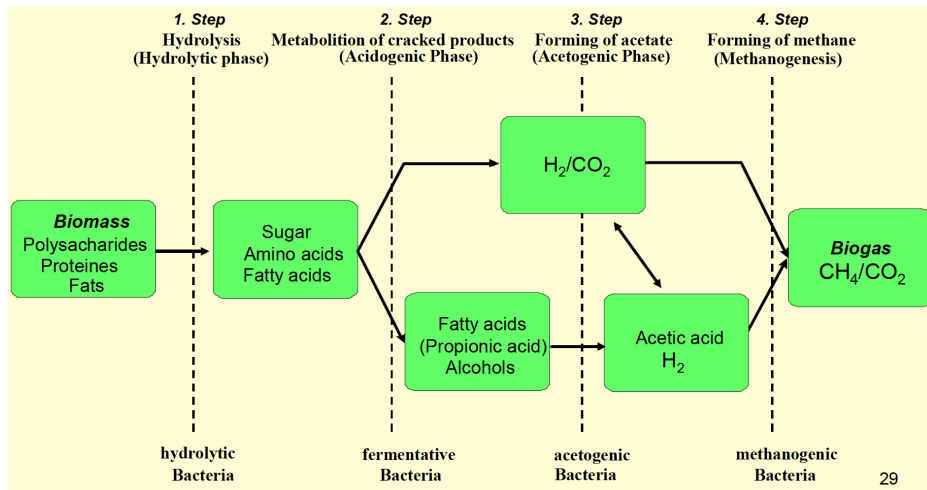 1. Step
Hydrolysis
(Hydrolytic phase)
2. Step
Metabolition of cracked products
(Acidogenic Phase)
3. Step
Forming of acetate
(Acetogenic Phase)
4. Step
Forming of methane
(Methanogenesis)
Biomass
Polysacharides
Proteines
Fats
Sugar
Amino acids
Fatty acids
H₂/CO₂
Fatty acids
(Propionic acid)
Alcohols
Acetic acid
H₂
Biogas
CH₄/CO₂
hydrolytic
Bacteria
fermentative
Bacteria
acetogenic
Bacteria
methanogenic
Bacteria
29